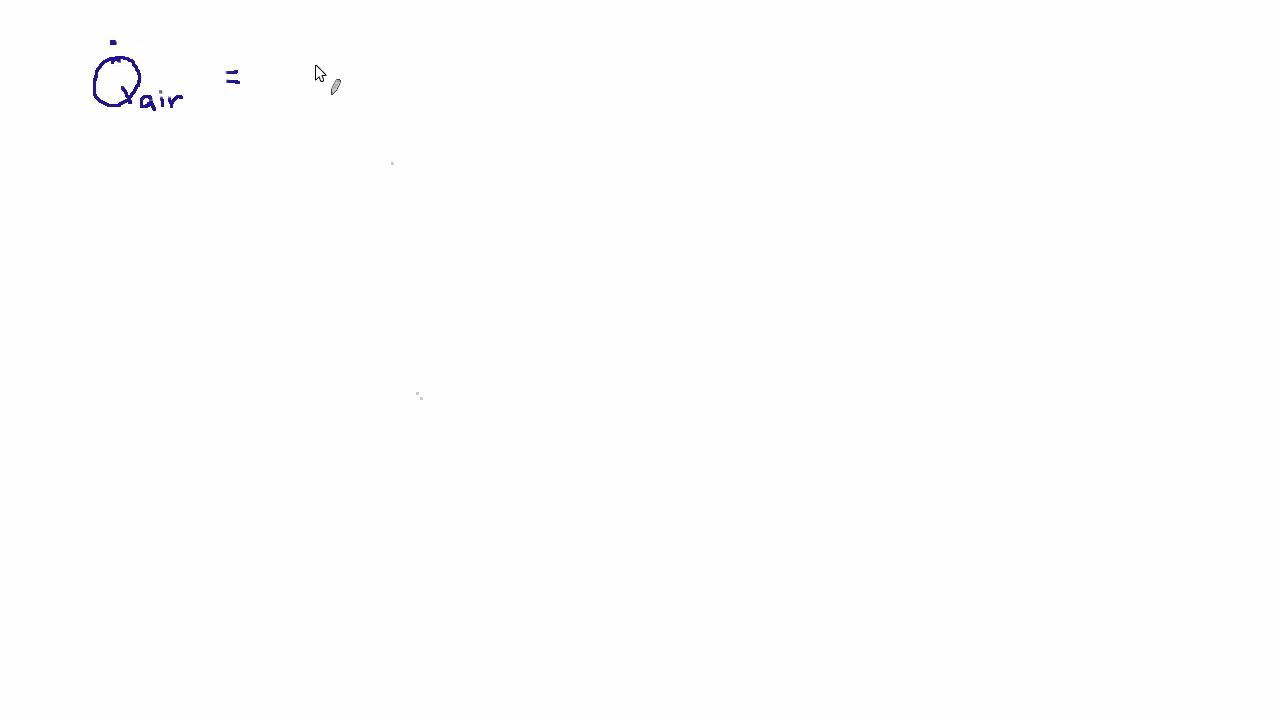 Q̇air =